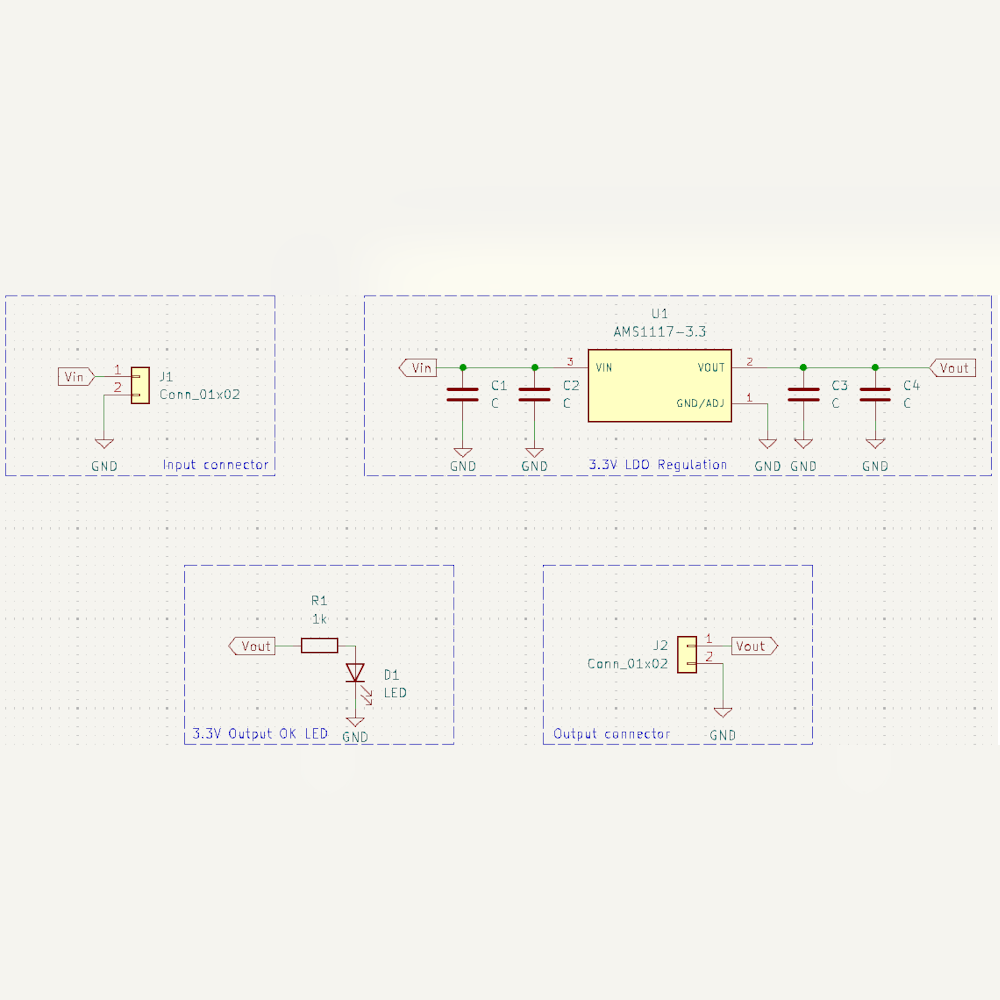 Vin
1
2
J1
Conn_01x02
GND
Input connector
U1
AMS1117-3.3
Vin
3
VIN
VOUT
2
Vout
C1
C
C2
C
GND/ADJ
1
C3
C
C4
C
GND
GND
3.3V LDO Regulation
GND
GND
GND
R1
1k
Vout
D1
LED
3.3V Output OK LED
GND
J2
Conn_01x02
1
2
Vout
Output connector
GND